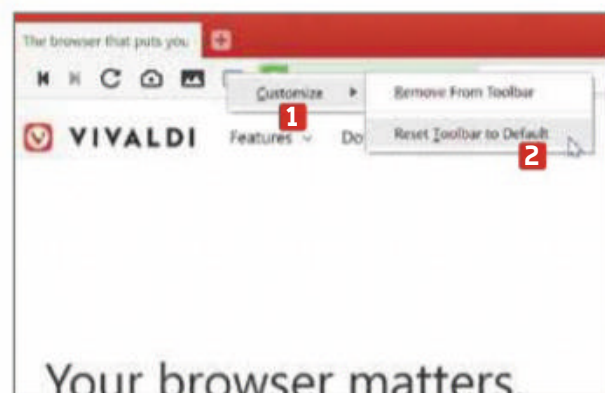 The browser that puts you
Customize
Remove From Toolbar
1
VIVALDI
Features
Do
Reset Toolbar to Default
2
Your browser matters.